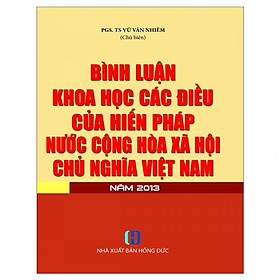 PGS. TS VŨ VĂN NHIÊM
(Chủ biên)
BÌNH LUẬN
KHOA HỌC CÁC ĐIỀU
CỦA HIẾN PHÁP
NƯỚC CỘNG HÒA XÃ HỘI
CHỦ NGHĨA VIỆT NAM
NĂM 2013
NHÀ XUẤT BẢN HỒNG ĐỨC